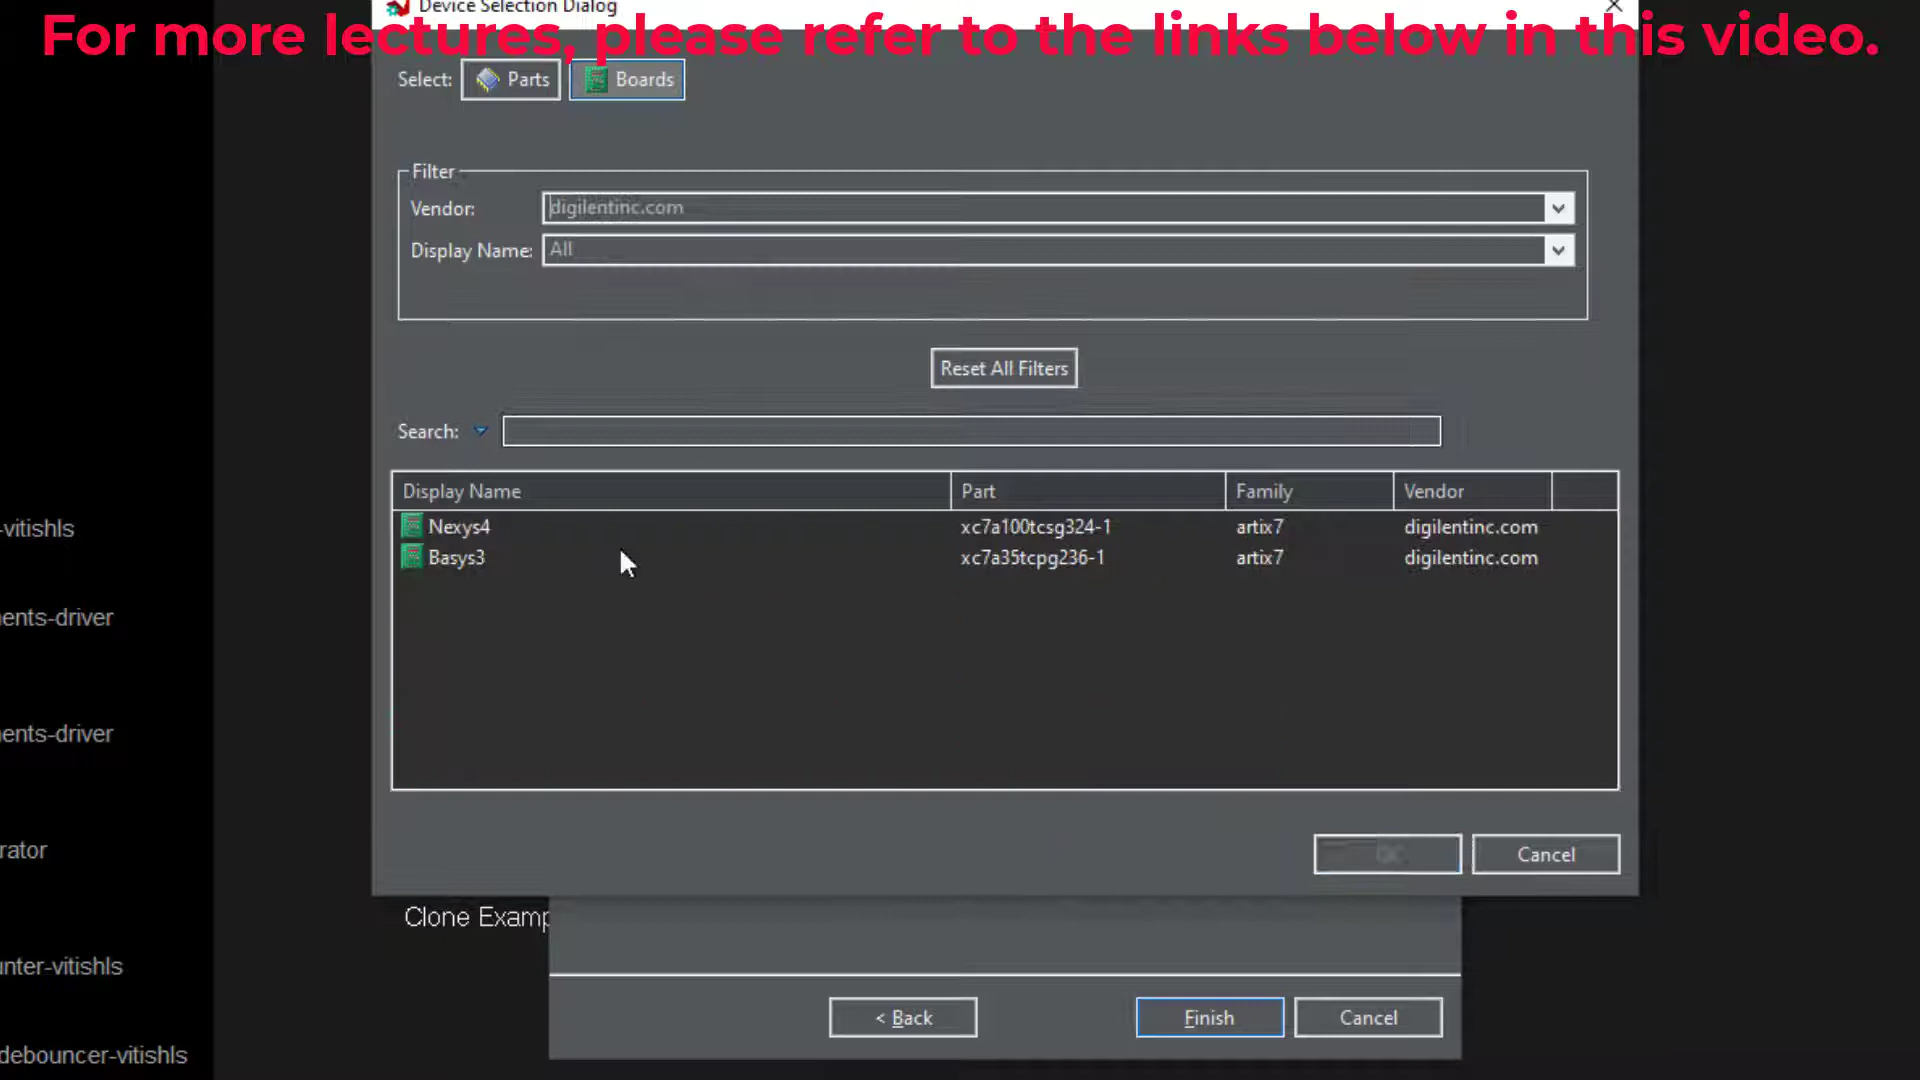 Device Selection Dialog
For more lectures, please refer to the links below in this video.
Select: Parts Boards
Filter
Vendor: digilentinc.com
Display Name: All
Reset All Filters
Search:
Display Name Part Family Vendor
Nexys4 xc7a100tcsg324-1 artix7 digilentinc.com
Basys3 xc7a35tcpg236-1 artix7 digilentinc.com
-vitishls
ents-driver
ents-driver
rator
OK Cancel
Clone Examp
nter-vitishls
< Back Finish Cancel
debouncer-vitishls